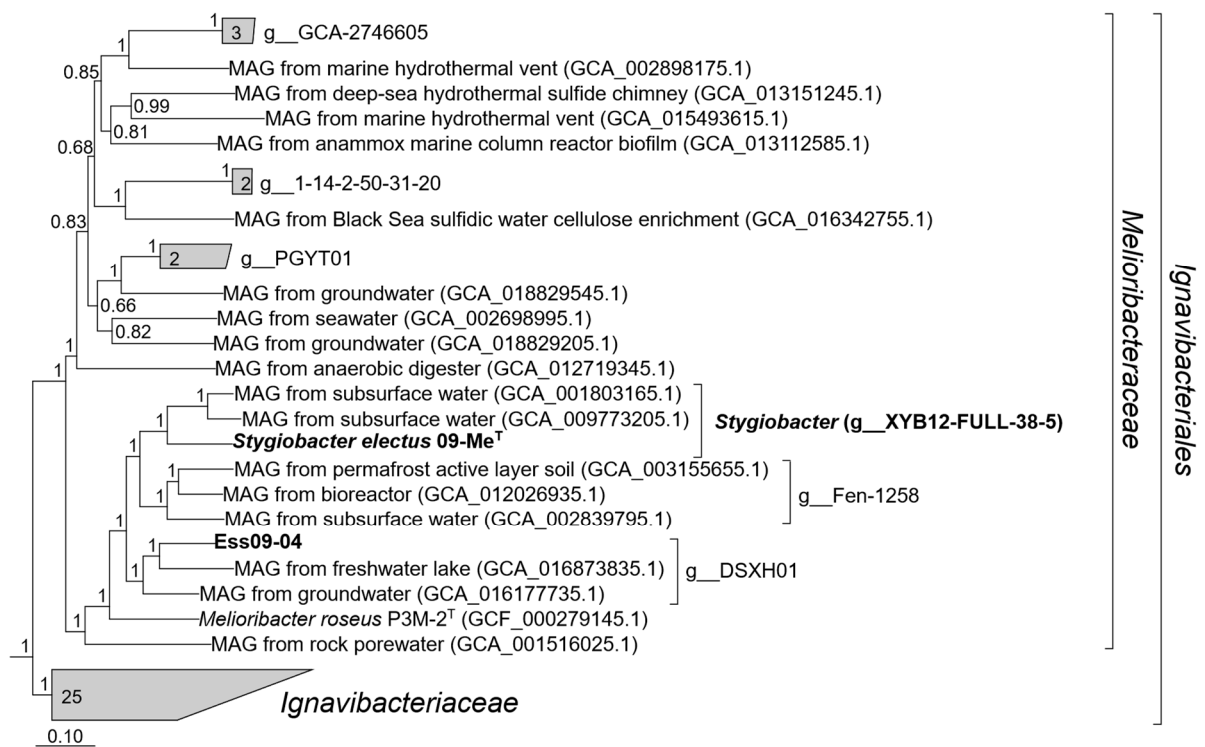 1
3 g__GCA-2746605
1
MAG from marine hydrothermal vent (GCA_002898175.1)
0.85
MAG from deep-sea hydrothermal sulfide chimney (GCA_013151245.1)
0.99
MAG from marine hydrothermal vent (GCA_015493615.1)
0.81
MAG from anammox marine column reactor biofilm (GCA_013112585.1)
0.68
1
2 g__1-14-2-50-31-20
1
MAG from Black Sea sulfidic water cellulose enrichment (GCA_016342755.1)
0.83
1
2 g__PGYT01
1
MAG from groundwater (GCA_018829545.1)
0.66
MAG from seawater (GCA_002698995.1)
0.82
MAG from groundwater (GCA_018829205.1)
1
MAG from anaerobic digester (GCA_012719345.1)
1
MAG from subsurface water (GCA_001803165.1)
1
MAG from subsurface water (GCA_009773205.1)
1
Stygiobacter electus 09-Meᵀ
Stygiobacter (g__XYB12-FULL-38-5)
1
MAG from permafrost active layer soil (GCA_003155655.1)
1
MAG from bioreactor (GCA_012026935.1)
1
MAG from subsurface water (GCA_002839795.1)
g__Fen-1258
1
Ess09-04
1
MAG from freshwater lake (GCA_016873835.1)
1
MAG from groundwater (GCA_016177735.1)
g__DSXH01
1
Melioribacter roseus P3M-2ᵀ (GCF_000279145.1)
1
MAG from rock porewater (GCA_001516025.1)
1
1
25
Ignavibacteriaceae
0.10
Melioribacteraceae
Ignavibacteriales